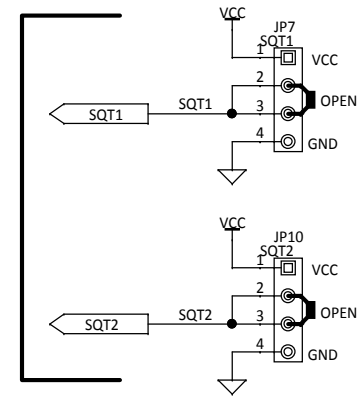 VCC
JP7
SQT1
1
VCC
2
SQT1
OPEN
3
SQT1
4
GND
VCC
JP10
SQT2
1
VCC
2
SQT2
OPEN
3
SQT2
4
GND